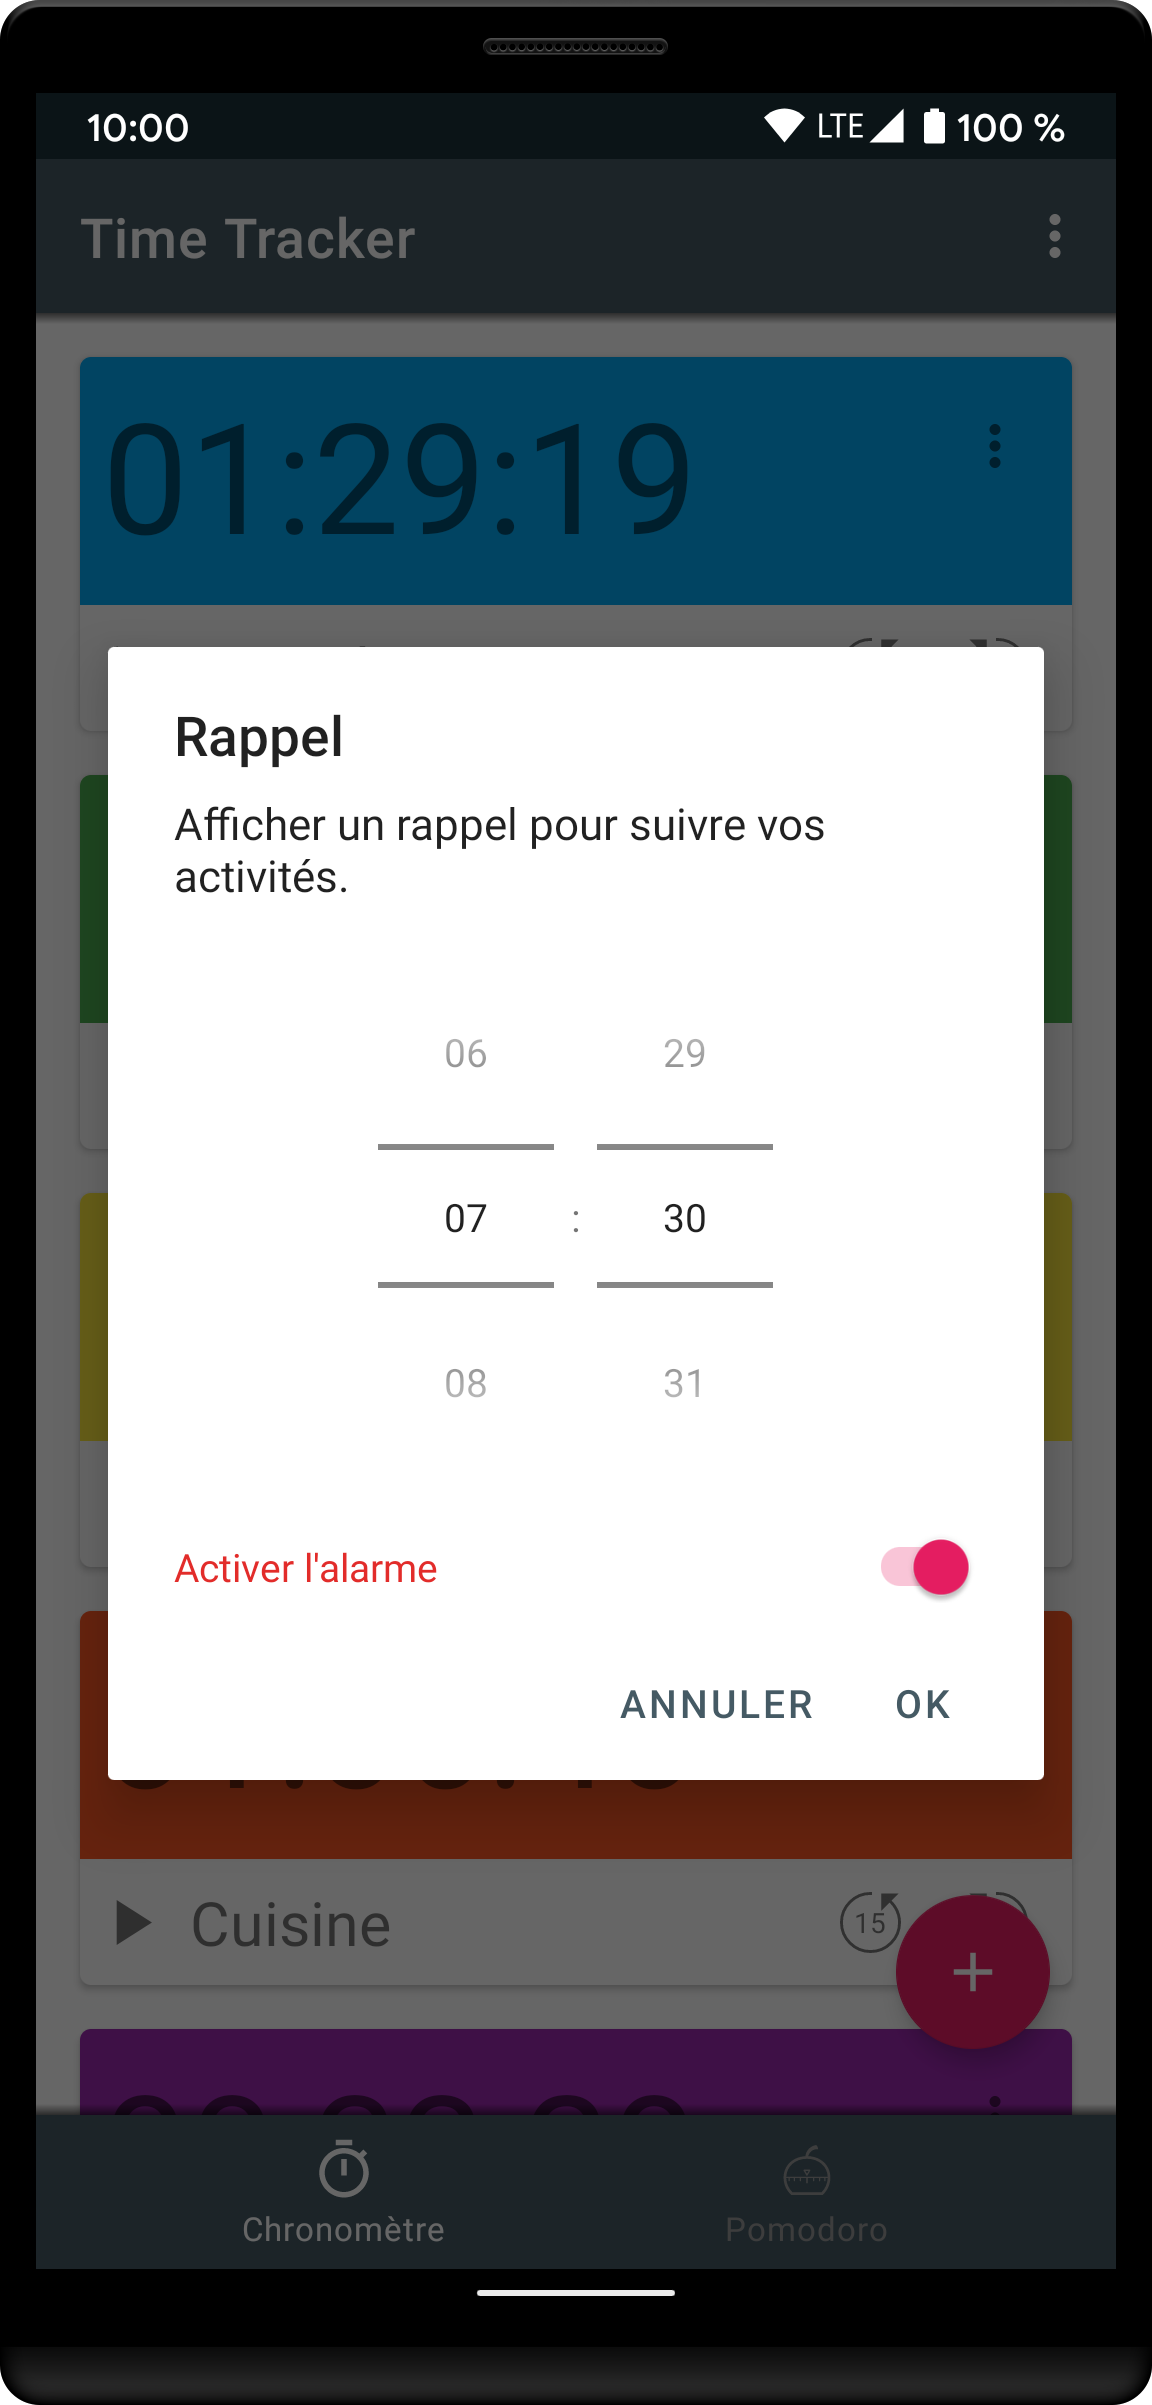 10:00 LTE 100 %
Time Tracker
01:29:19
Rappel
Afficher un rappel pour suivre vos
activités.
06 29
07 : 30
08 31
Activer l'alarme
ANNULER OK
Cuisine 15
Chronomètre Pomodoro